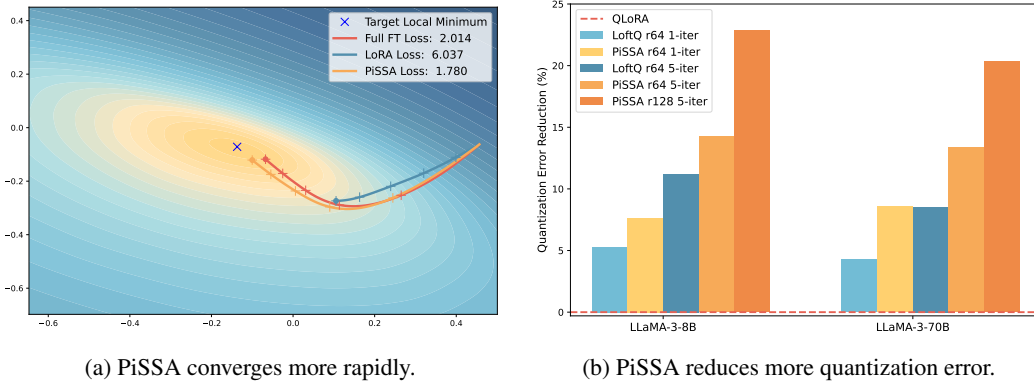 Target Local Minimum
Full FT Loss: 2.014
LoRA Loss: 6.037
PiSSA Loss: 1.780
0.4
0.2
0.0
−0.2
−0.4
−0.6
−0.6 −0.4 −0.2 0.0 0.2 0.4
(a) PiSSA converges more rapidly.
QLoRA
LoftQ r64 1-iter
PiSSA r64 1-iter
LoftQ r64 5-iter
PiSSA r64 5-iter
PiSSA r128 5-iter
Quantization Error Reduction (%)
25
20
15
10
5
0
LLaMA-3-8B LLaMA-3-70B
(b) PiSSA reduces more quantization error.